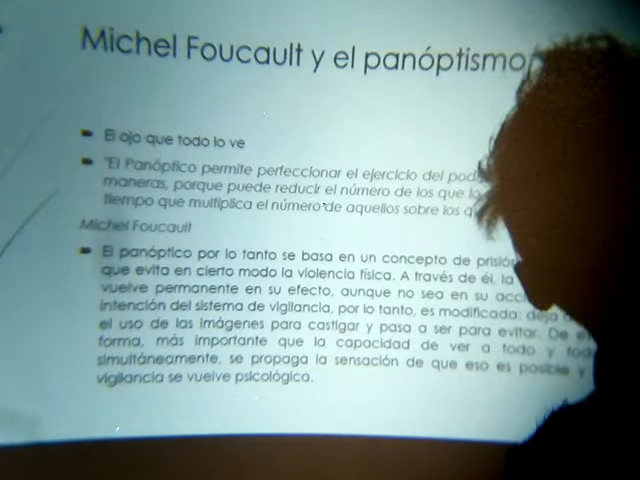 Michel Foucault y el panóptismo
El ojo que todo lo ve
"El Panóptico permite perfeccionar el ejercicio del
maneras, porque puede reducir el número de los que
tiempo que multiplica el número de aquellos sobre los
Michel Foucault
El panóptico por lo tanto se basa en un concepto de
que evita en cierto modo la violencia física. A través de él, la
vuelve permanente en su efecto, aunque no sea en su
intención del sistema de vigilancia, por lo tanto, es modificada: deja
el uso de las imágenes para castigar y pasa a ser para evitar. De
forma, más importante que la capacidad de ver a todo y
simultáneamente, se propaga la sensación de que eso es posible y
vigilancia se vuelve psicológica.